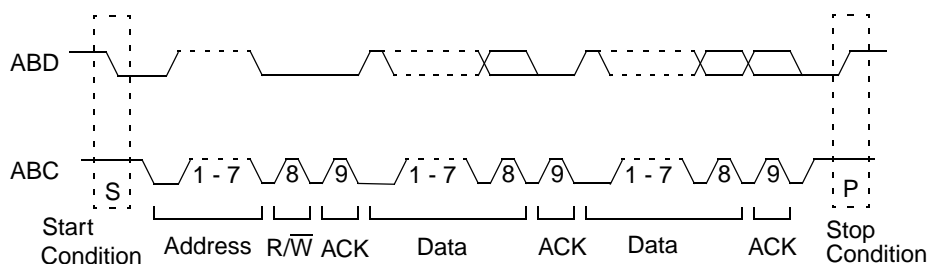 ABD
ABC
S 1 - 7 8 9 1 - 7 8 9 1 - 7 8 9 P
Start
Condition
Address R/W̅ ACK Data ACK Data ACK
Stop
Condition